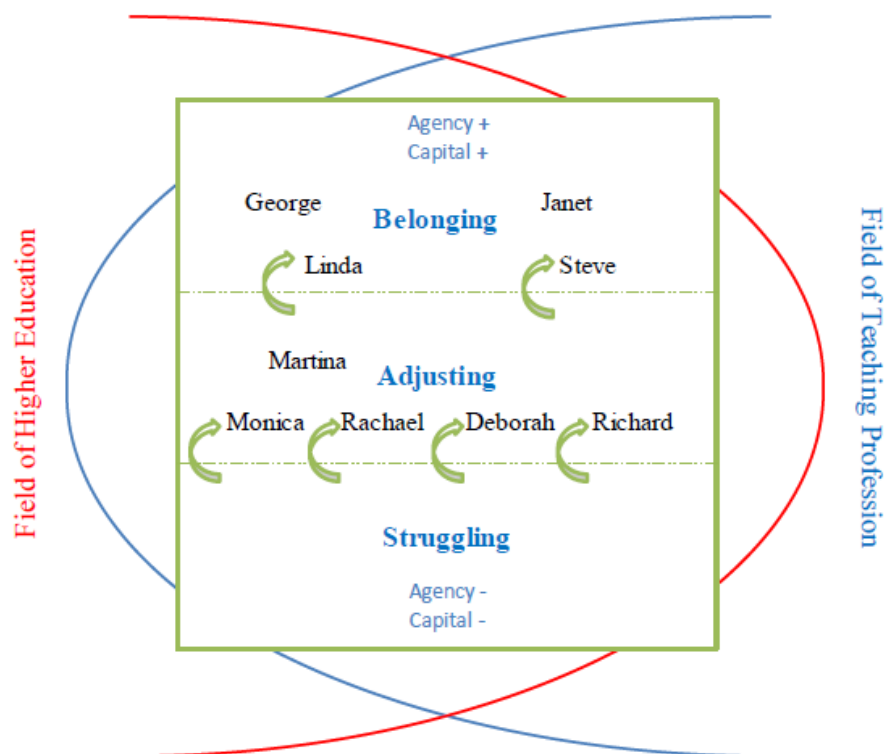 Agency +
Capital +
George
Janet
Belonging
Linda
Steve
Field of Higher Education
Field of Teaching Profession
Martina
Adjusting
Monica
Rachael
Deborah
Richard
Struggling
Agency -
Capital -